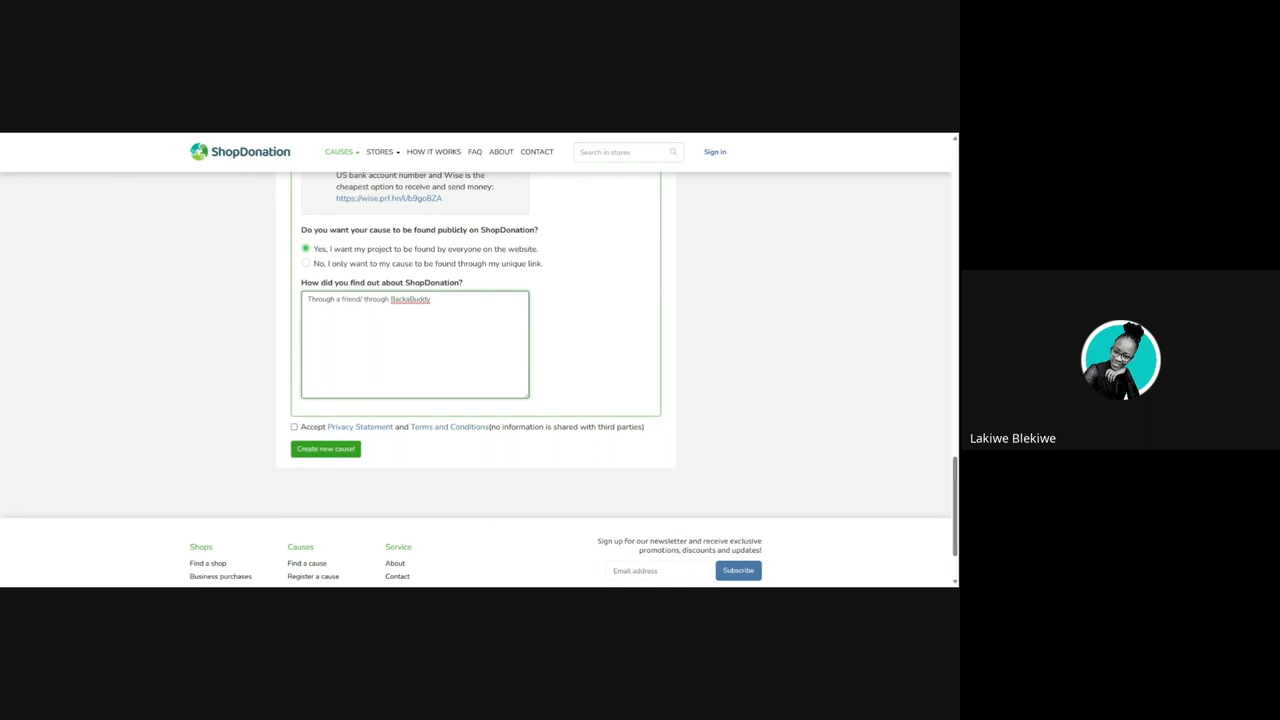 ShopDonation
CAUSES STORES HOW IT WORKS FAQ ABOUT CONTACT Search in stores Sign in
US bank account number and Wise is the
cheapest option to receive and send money:
https://wise.prf.hn/l/b9go8ZA
Do you want your cause to be found publicly on ShopDonation?
Yes, I want my project to be found by everyone on the website.
No, I only want to my cause to be found through my unique link.
How did you find out about ShopDonation?
Through a friend/ through BackaBuddy
Accept Privacy Statement and Terms and Conditions(no information is shared with third parties)
Create new cause!
Lakiwe Blekiwe
Shops Causes Service
Find a shop Find a cause About
Business purchases Register a cause Contact
Sign up for our newsletter and receive exclusive
promotions, discounts and updates!
Email address Subscribe